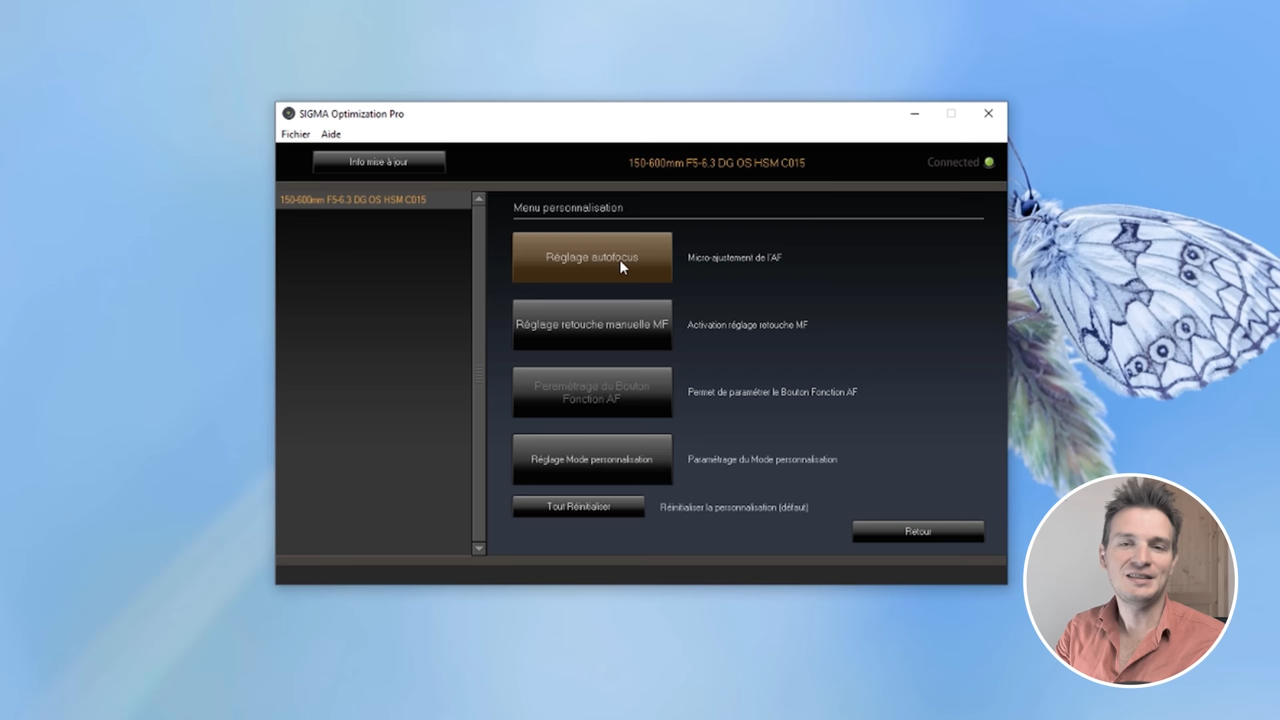 SIGMA Optimization Pro
Fichier Aide
Info mise à jour
150-600mm F5-6.3 DG OS HSM C015
Connected
150-600mm F5-6.3 DG OS HSM C015
Menu personnalisation
Réglage autofocus
Micro-ajustement de l'AF
Réglage retouche manuelle MF
Activation réglage retouche MF
Paramétrage du Bouton
Fonction AF
Permet de paramétrer le Bouton Fonction AF
Réglage Mode personnalisation
Paramétrage du Mode personnalisation
Tout Réinitialiser
Réinitialiser la personnalisation (défaut)
Retour